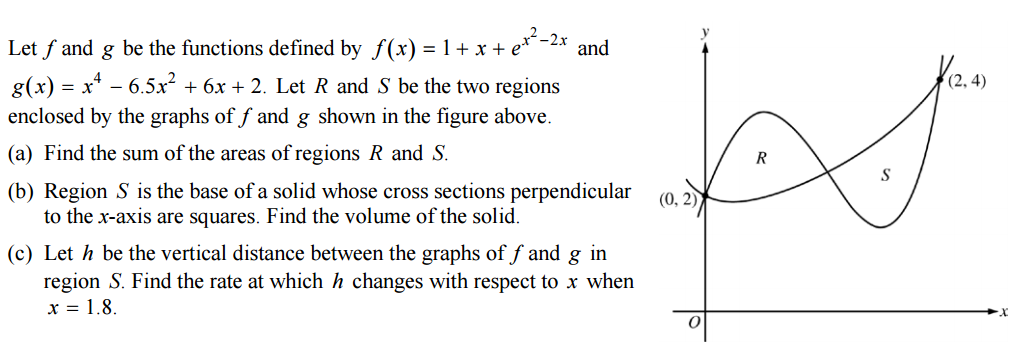 Let f and g be the functions defined by f(x) = 1 + x + e^{x^2−2x} and
g(x) = x^4 − 6.5x^2 + 6x + 2. Let R and S be the two regions
enclosed by the graphs of f and g shown in the figure above.
(a) Find the sum of the areas of regions R and S.
(b) Region S is the base of a solid whose cross sections perpendicular
to the x-axis are squares. Find the volume of the solid.
(c) Let h be the vertical distance between the graphs of f and g in
region S. Find the rate at which h changes with respect to x when
x = 1.8.
y
(2, 4)
R
S
(0, 2)
O
x